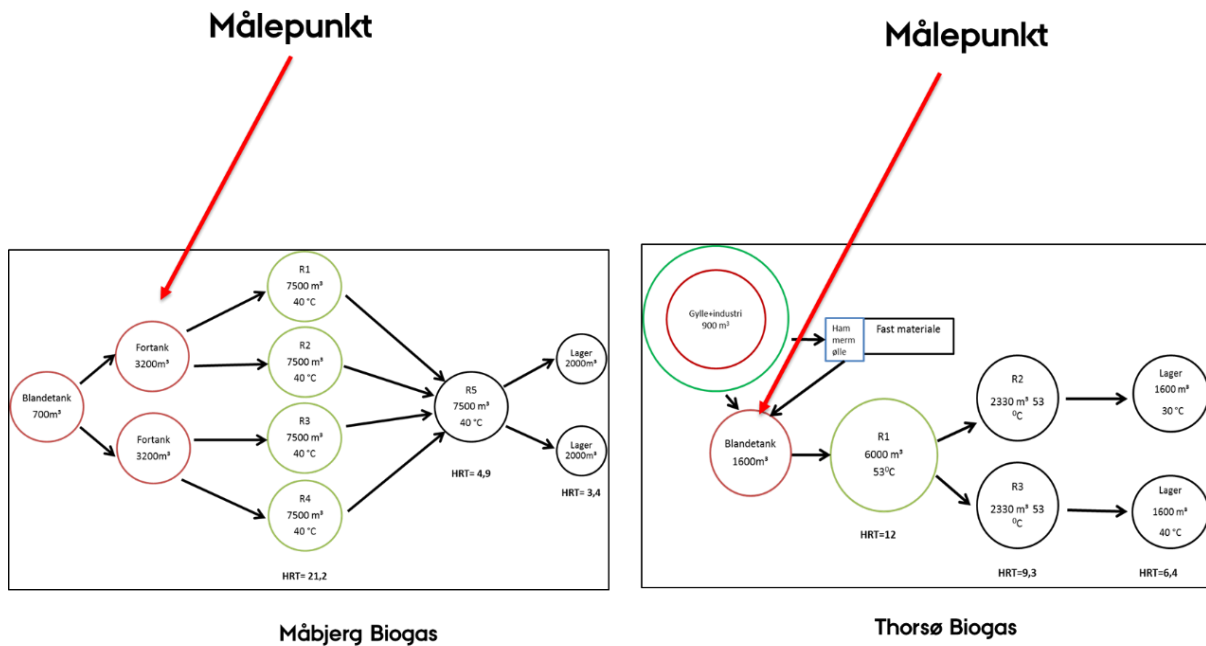 Målepunkt
R1
7500 m³
40 °C
Fortank
3200m³
R2
7500 m³
40 °C
Blandetank
700m³
R5
7500 m³
40 °C
Lager
2000m³
Fortank
3200m³
R3
7500 m³
40 °C
Lager
2000m³
HRT= 4,9
HRT= 3,4
R4
7500 m³
40 °C
HRT= 21,2
Måbjerg Biogas
Målepunkt
Gylle+industri
900 m³
Ham
merm
ølle
Fast materiale
R2
2330 m³ 53
⁰C
Lager
1600 m³
30 °C
Blandetank
1600m³
R1
6000 m³
53⁰C
R3
2330 m³ 53
⁰C
Lager
1600 m³
40 °C
HRT=12
HRT=9,3
HRT=6,4
Thorsø Biogas